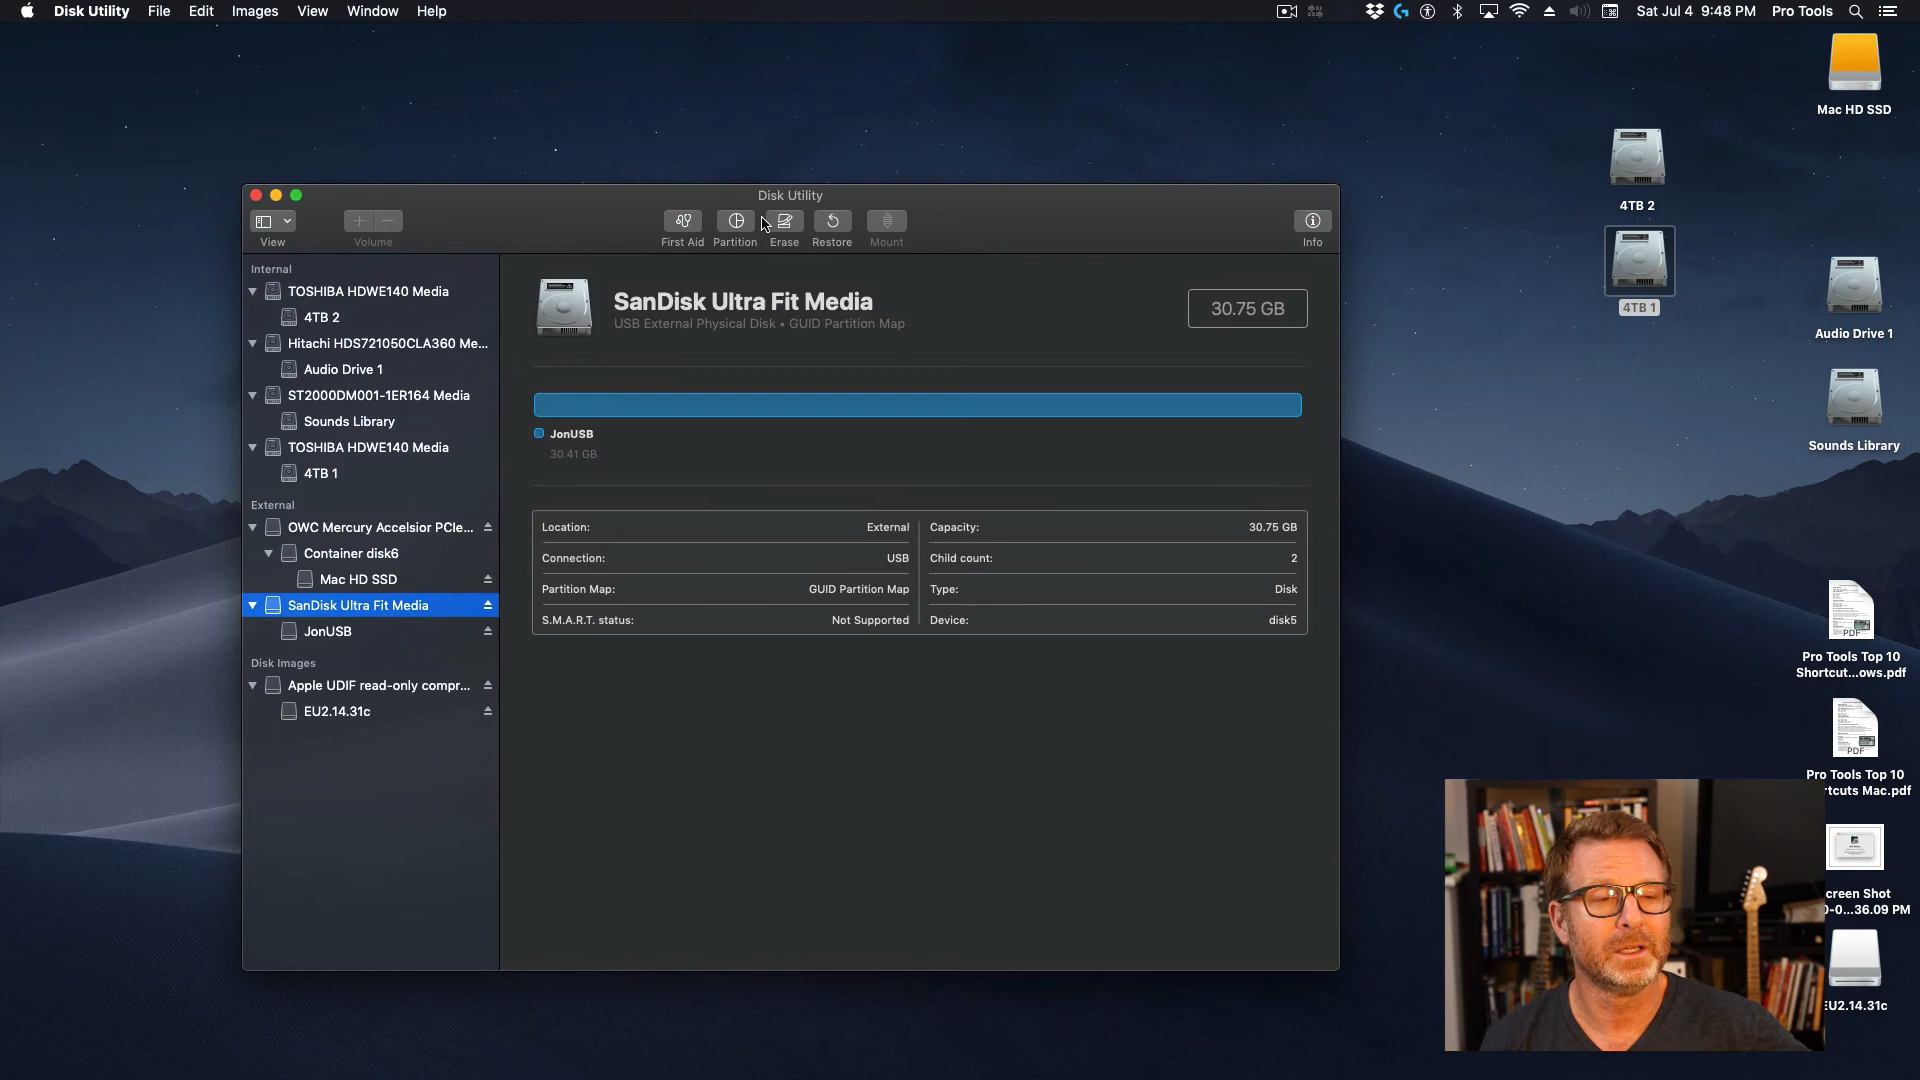 Disk Utility File Edit Images View Window Help
Sat Jul 4 9:48 PM Pro Tools
Mac HD SSD
4TB 2
4TB 1
Audio Drive 1
Sounds Library
Pro Tools Top 10
Shortcut...ows.pdf
PDF
PDF
Pro Tools Top 10
rtcuts Mac.pdf
creen Shot
0-0...36.09 PM
EU2.14.31c
Disk Utility
View
Volume
First Aid
Partition
Erase
Restore
Mount
Info
Internal
TOSHIBA HDWE140 Media
4TB 2
Hitachi HDS721050CLA360 Me...
Audio Drive 1
ST2000DM001-1ER164 Media
Sounds Library
TOSHIBA HDWE140 Media
4TB 1
External
OWC Mercury Accelsior PCIe...
Container disk6
Mac HD SSD
SanDisk Ultra Fit Media
JonUSB
Disk Images
Apple UDIF read-only compr...
EU2.14.31c
SanDisk Ultra Fit Media
USB External Physical Disk • GUID Partition Map
30.75 GB
JonUSB
30.41 GB
Location: External
Capacity: 30.75 GB
Connection: USB
Child count: 2
Partition Map: GUID Partition Map
Type: Disk
S.M.A.R.T. status: Not Supported
Device: disk5